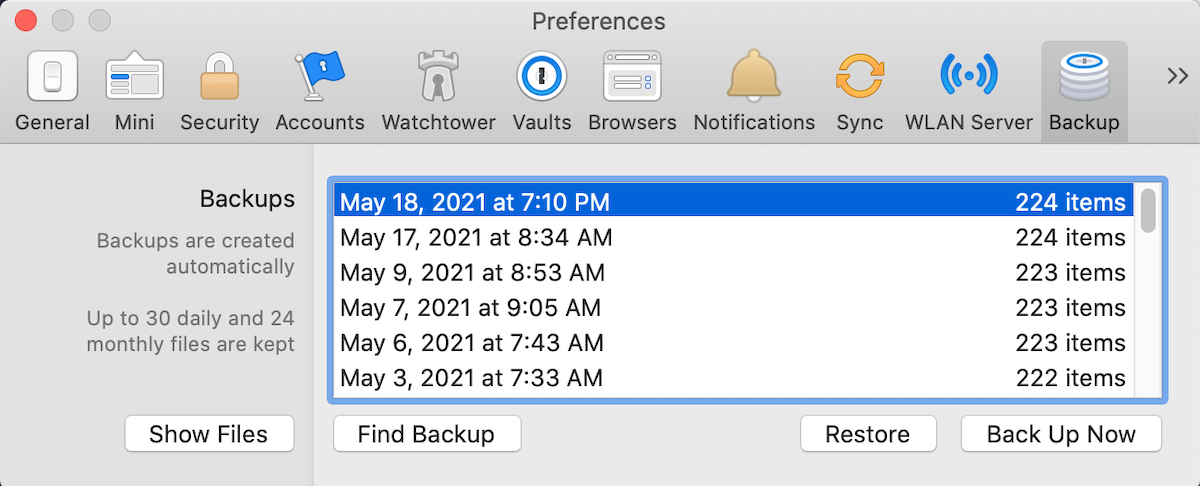 Preferences
General Mini Security Accounts Watchtower Vaults Browsers Notifications Sync WLAN Server Backup
Backups
Backups are created
automatically
Up to 30 daily and 24
monthly files are kept
Show Files
May 18, 2021 at 7:10 PM 224 items
May 17, 2021 at 8:34 AM 224 items
May 9, 2021 at 8:53 AM 223 items
May 7, 2021 at 9:05 AM 223 items
May 6, 2021 at 7:43 AM 223 items
May 3, 2021 at 7:33 AM 222 items
Find Backup Restore Back Up Now